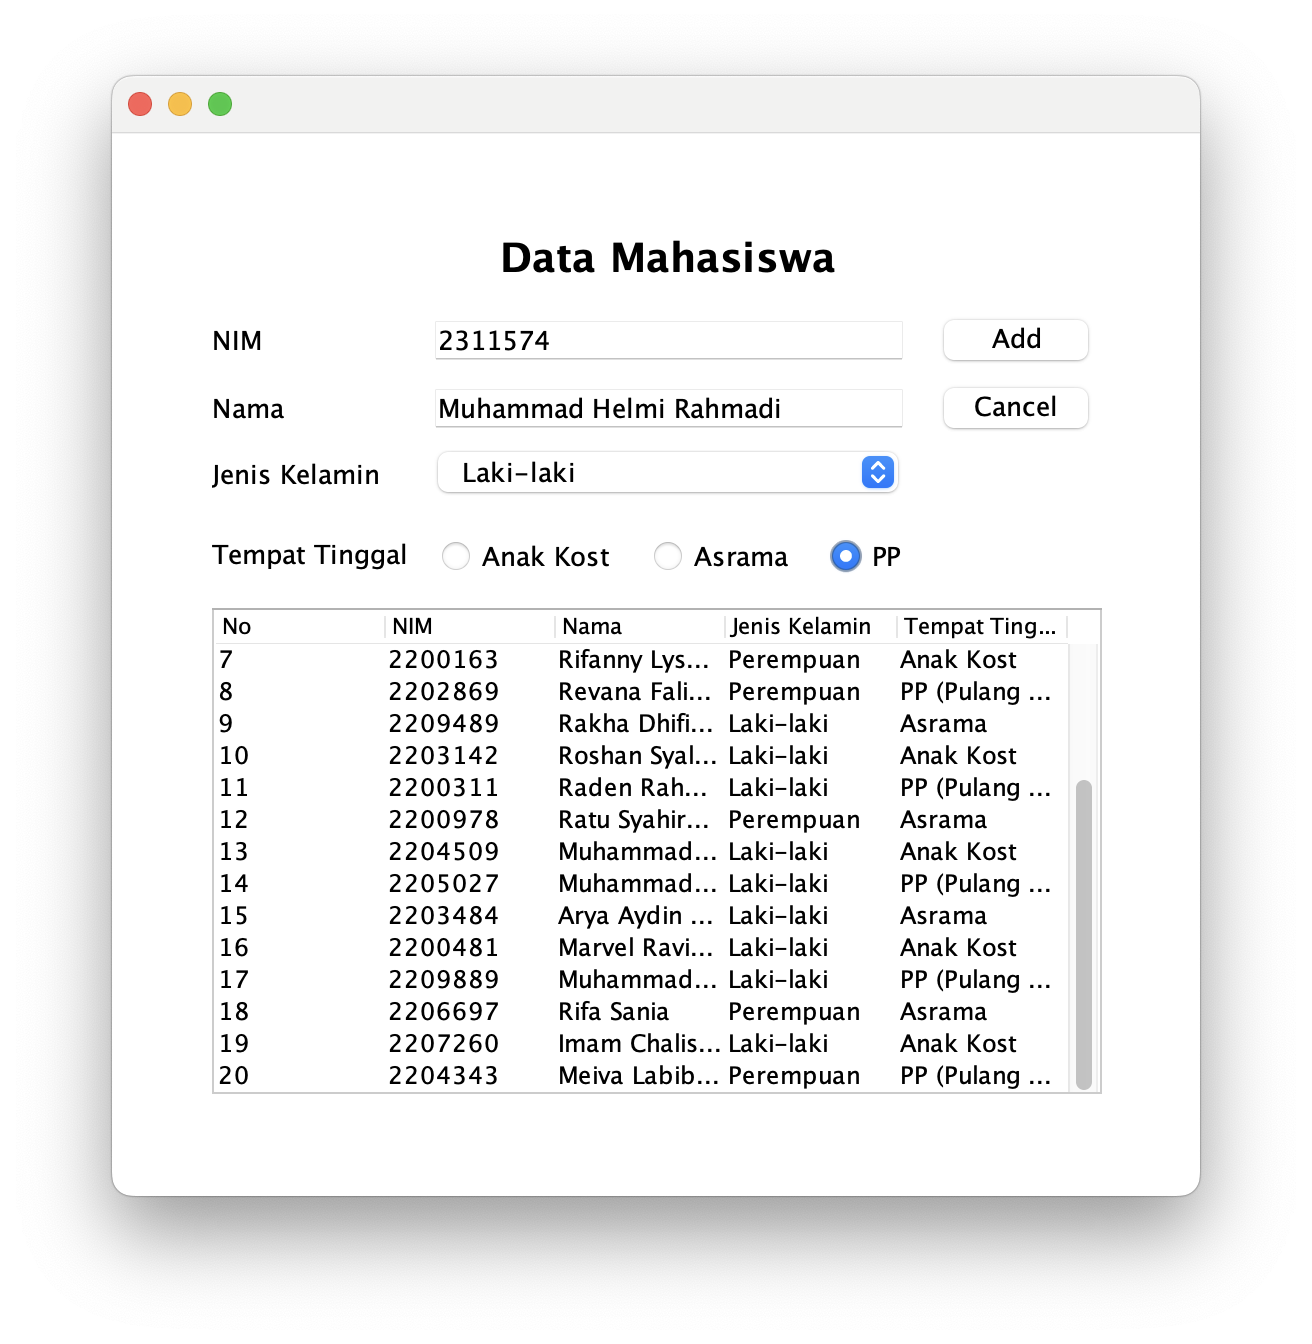 Data Mahasiswa
NIM 2311574 Add
Nama Muhammad Helmi Rahmadi Cancel
Jenis Kelamin Laki-laki
Tempat Tinggal Anak Kost Asrama PP
No NIM Nama Jenis Kelamin Tempat Ting...
7 2200163 Rifanny Lys... Perempuan Anak Kost
8 2202869 Revana Fali... Perempuan PP (Pulang ...
9 2209489 Rakha Dhifi... Laki-laki Asrama
10 2203142 Roshan Syal... Laki-laki Anak Kost
11 2200311 Raden Rah... Laki-laki PP (Pulang ...
12 2200978 Ratu Syahir... Perempuan Asrama
13 2204509 Muhammad... Laki-laki Anak Kost
14 2205027 Muhammad... Laki-laki PP (Pulang ...
15 2203484 Arya Aydin ... Laki-laki Asrama
16 2200481 Marvel Ravi... Laki-laki Anak Kost
17 2209889 Muhammad... Laki-laki PP (Pulang ...
18 2206697 Rifa Sania Perempuan Asrama
19 2207260 Imam Chalis... Laki-laki Anak Kost
20 2204343 Meiva Labib... Perempuan PP (Pulang ...